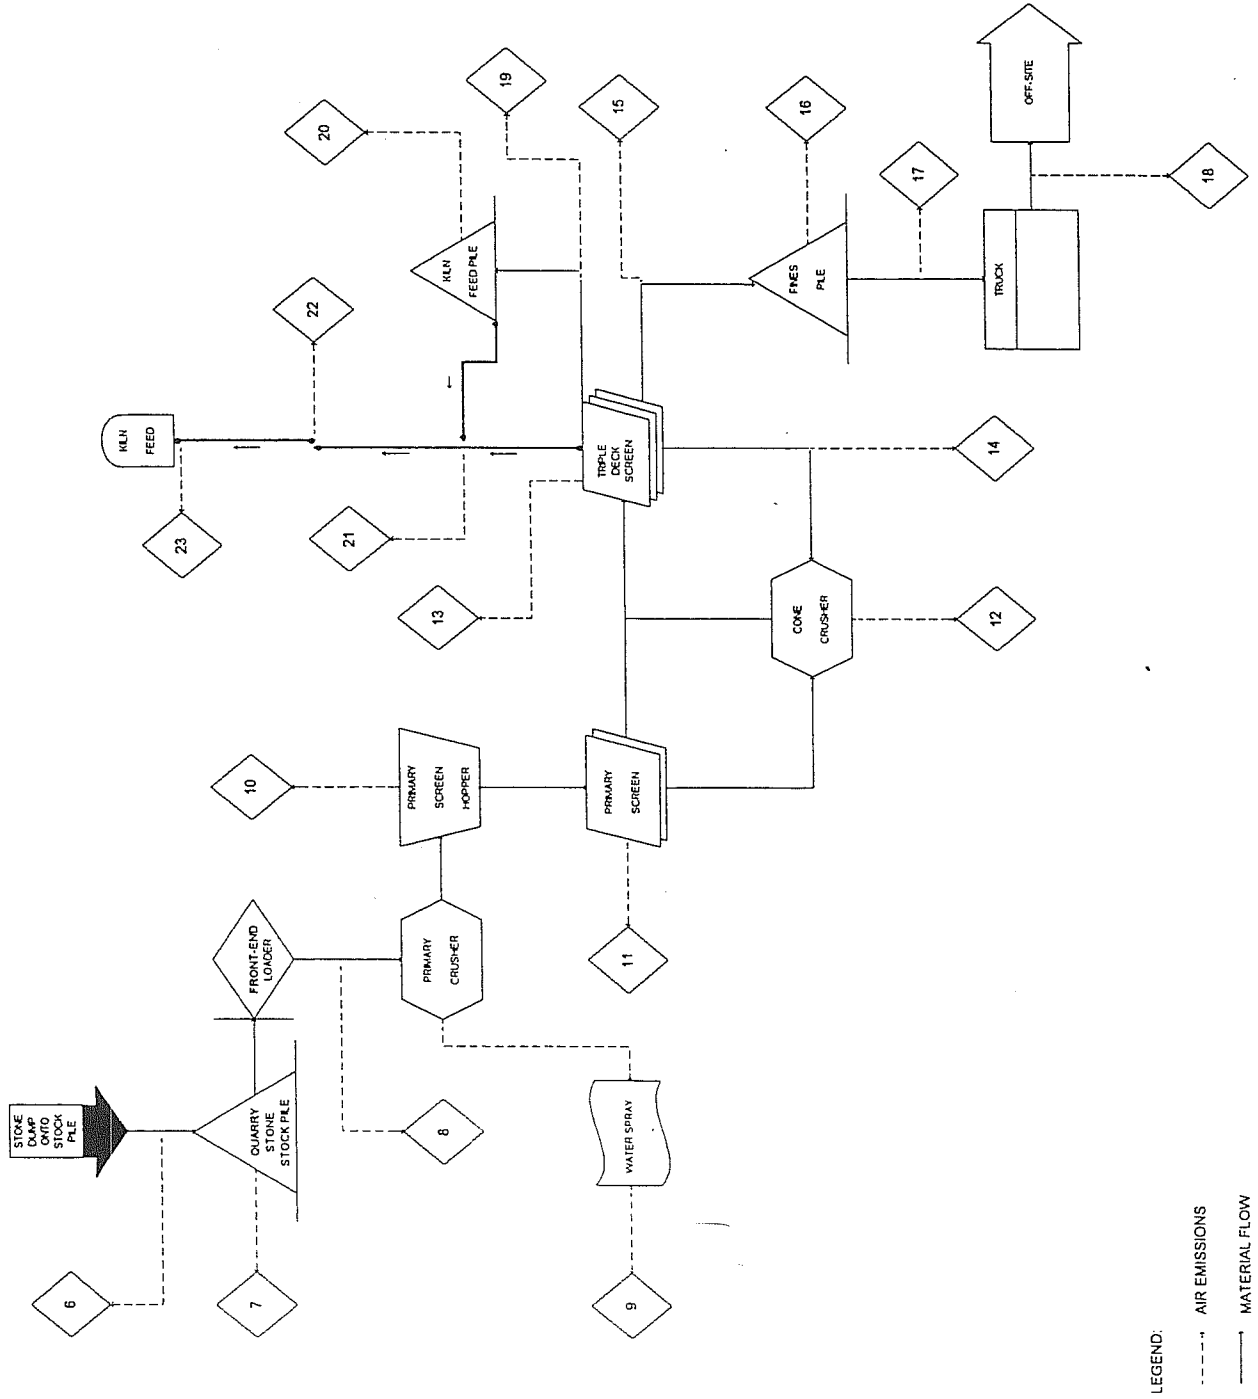 STONE
DUMP
ONTO
STOCK
PILE
6
QUARRY
STONE
STOCK PILE
7
FRONT-END
LOADER
8
PRIMARY
CRUSHER
WATER SPRAY
9
PRIMARY
SCREEN
HOPPER
10
PRIMARY
SCREEN
11
CONE
CRUSHER
12
TRIPLE
DECK
SCREEN
13
14
KILN
FEED
23
22
21
KILN
FEED PILE
20
19
15
FINES
PILE
16
17
TRUCK
18
OFF-SITE
LEGEND:
AIR EMISSIONS
MATERIAL FLOW